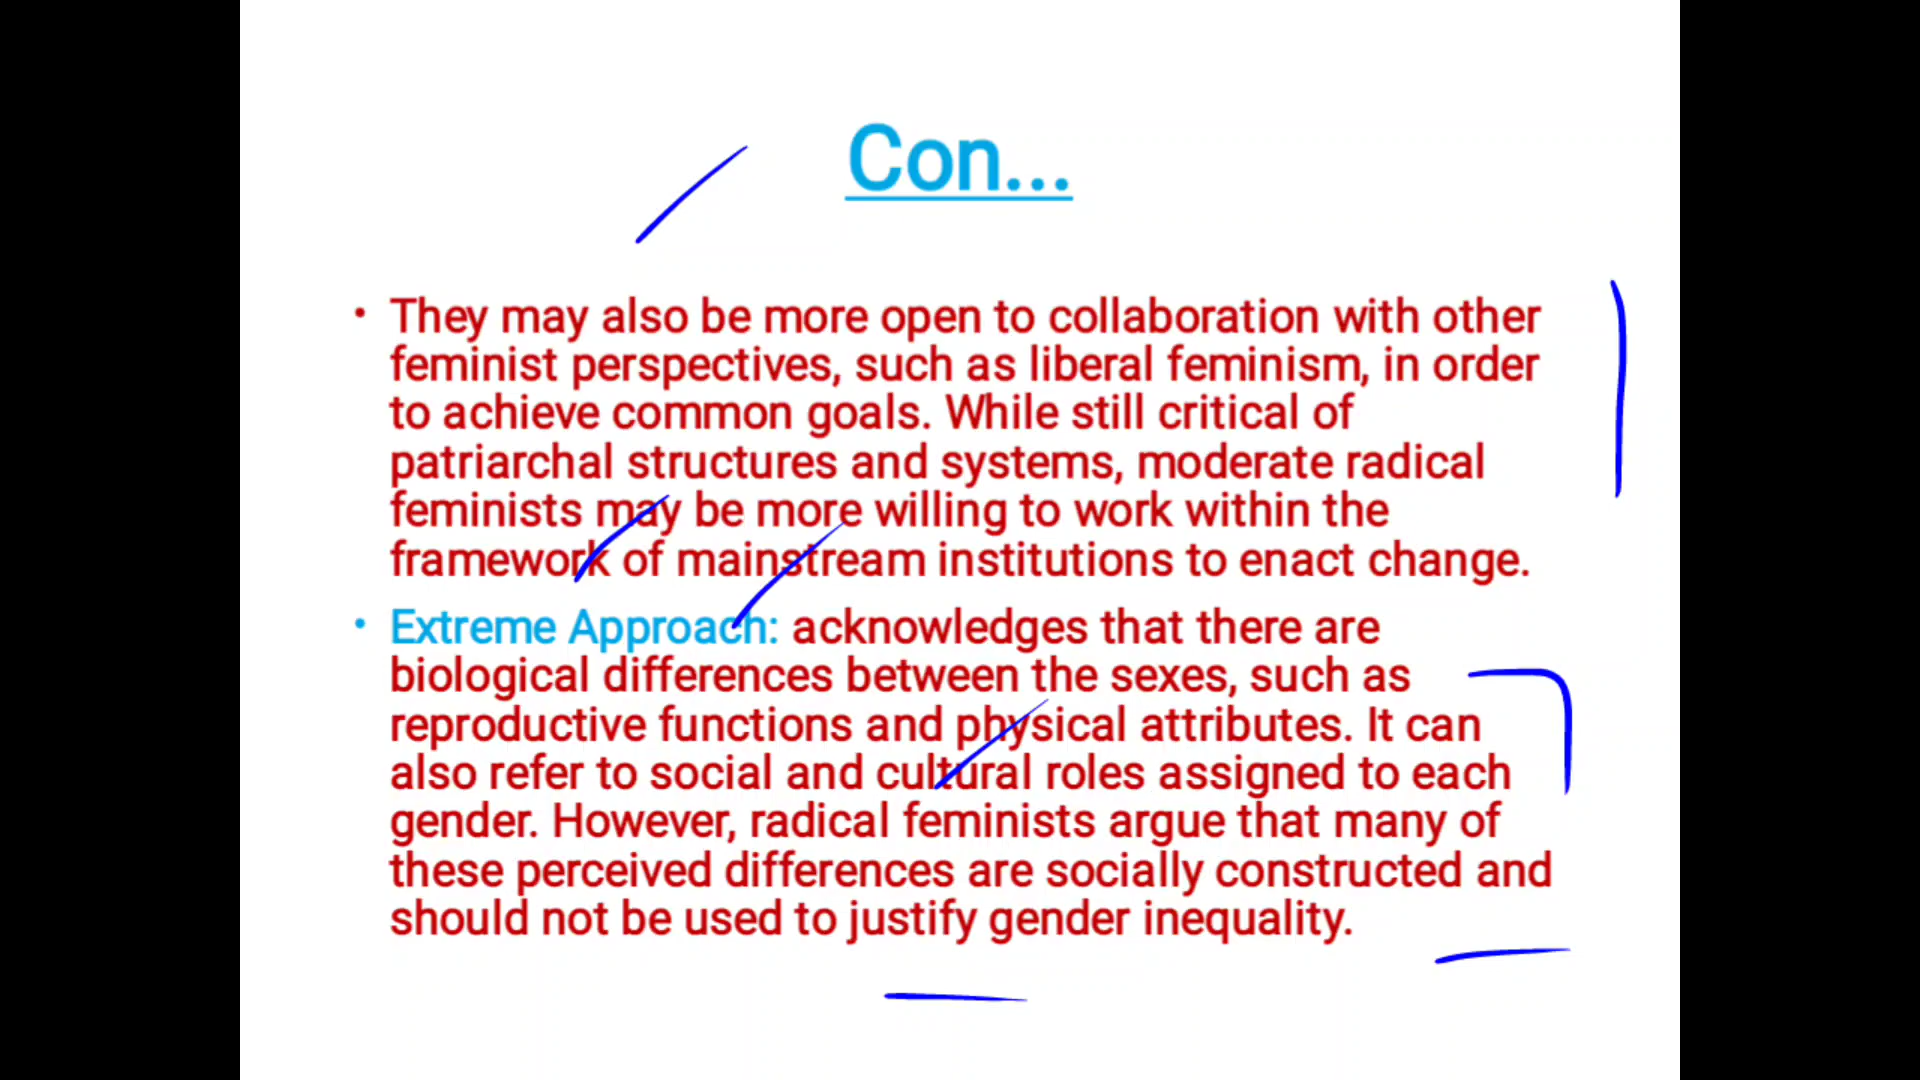 Con...
• They may also be more open to collaboration with other
feminist perspectives, such as liberal feminism, in order
to achieve common goals. While still critical of
patriarchal structures and systems, moderate radical
feminists may be more willing to work within the
framework of mainstream institutions to enact change.
• Extreme Approach: acknowledges that there are
biological differences between the sexes, such as
reproductive functions and physical attributes. It can
also refer to social and cultural roles assigned to each
gender. However, radical feminists argue that many of
these perceived differences are socially constructed and
should not be used to justify gender inequality.